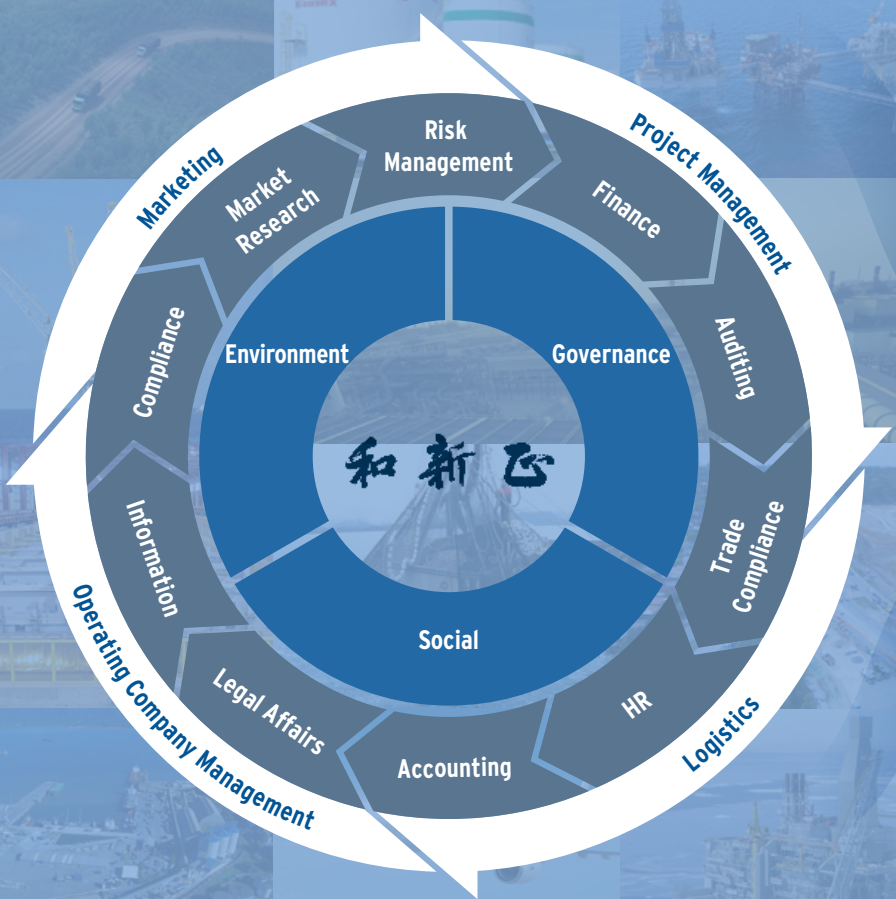 Marketing
Project Management
Logistics
Operating Company Management
Risk
Management
Finance
Auditing
Trade
Compliance
HR
Accounting
Legal Affairs
Information
Compliance
Market
Research
Environment
Governance
Social
和 新 正